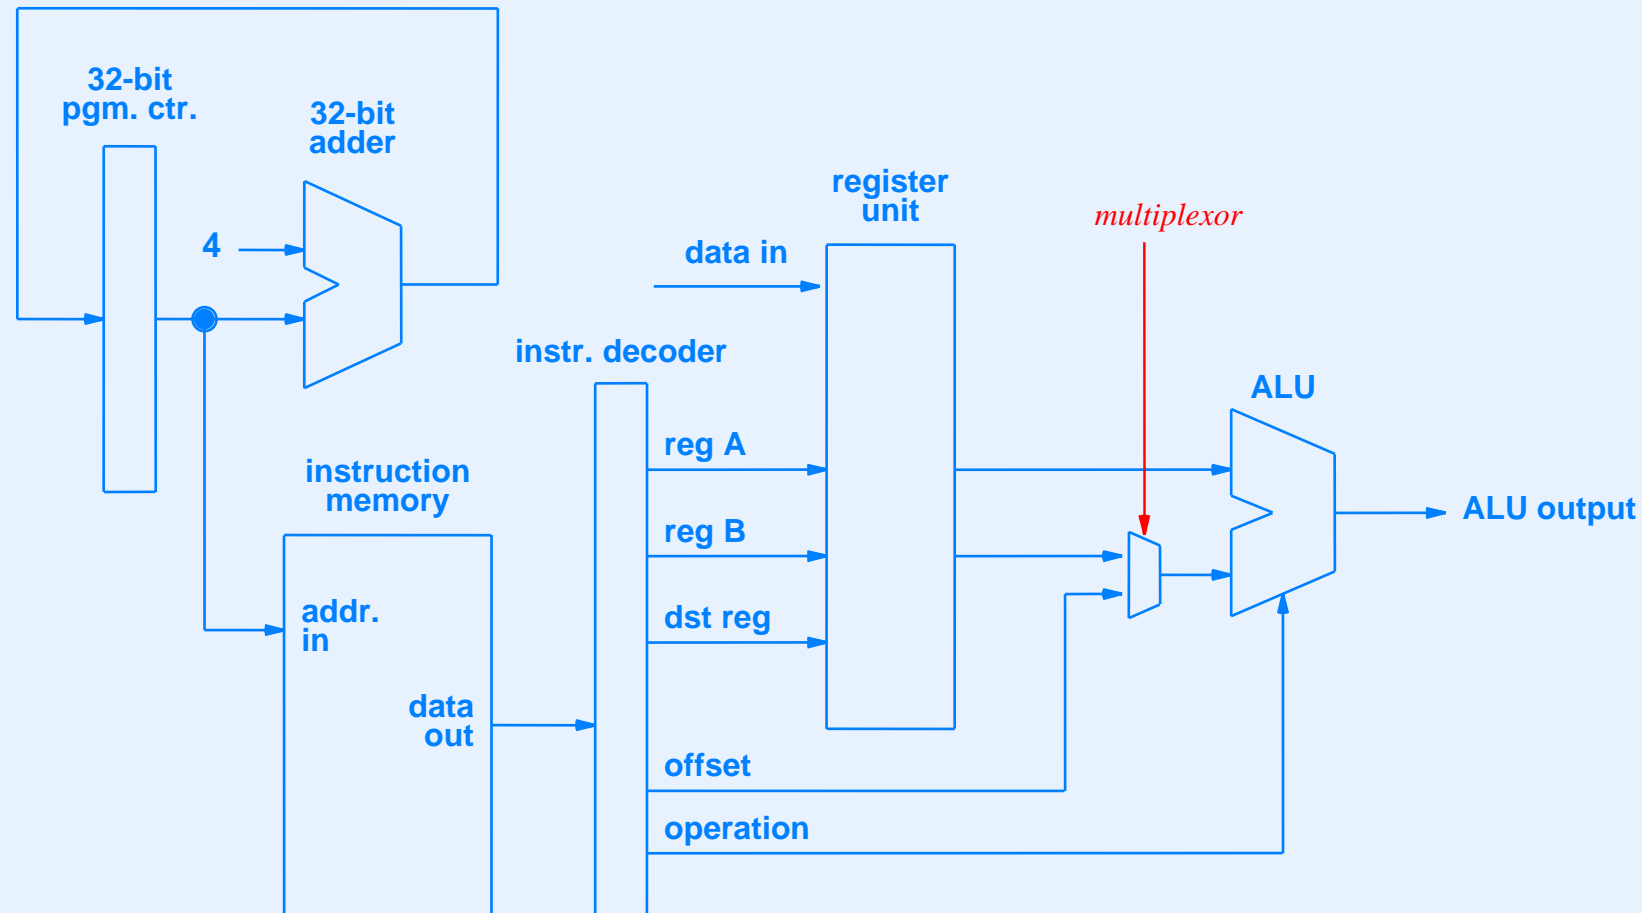 32-bit
pgm. ctr.
32-bit
adder
4
register
unit
multiplexor
data in
instr. decoder
ALU
reg A
instruction
memory
reg B
ALU output
addr.
in
dst reg
data
out
offset
operation